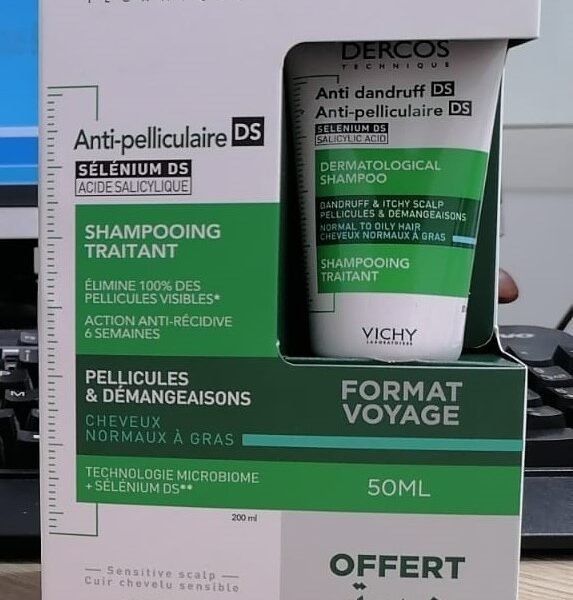 Anti-pelliculaire DS
SÉLÉNIUM DS
ACIDE SALICYLIQUE
SHAMPOOING
TRAITANT
ÉLIMINE 100% DES
PELLICULES VISIBLES*
ACTION ANTI-RÉCIDIVE
6 SEMAINES
PELLICULES
& DÉMANGEAISONS
CHEVEUX
NORMAUX À GRAS
TECHNOLOGIE MICROBIOME
+ SÉLÉNIUM DS**
200 ml
Sensitive scalp
Cuir chevelu sensible
DERCOS
TECHNIQUE
Anti dandruff DS
Anti-pelliculaire DS
SELENIUM DS
SALICYLIC ACID
DERMATOLOGICAL
SHAMPOO
DANDRUFF & ITCHY SCALP
PELLICULES & DÉMANGEAISONS
NORMAL TO OILY HAIR
CHEVEUX NORMAUX À GRAS
SHAMPOOING
TRAITANT
VICHY
LABORATOIRES
FORMAT
VOYAGE
50ML
OFFERT